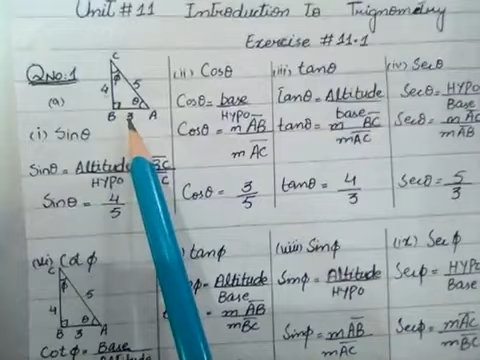 Unit # 11 Introduction To Trignometry
Exercise # 11.1
Q No: 1
(a)
C
4
5
ϕ
θ
B 3 A
(i) Sinθ
Sinθ = Altitude
HYPO
Sinθ = 4
5
(ii) Cosθ
Cosθ = base
HYPO
Cosθ = mAB
mAC
Cosθ = 3
5
(iii) tanθ
Tanθ = Altitude
base
tanθ = mBC
mAC
tanθ = 4
3
(iv) Secθ
Secθ = HYPO
Base
Secθ = mAC
mAB
Secθ = 5
3
Cotϕ
C
ϕ
4
5
θ
B 3 A
Cotϕ = Base
tanϕ
= Altitude
Base
= mAB
mBC
(viii) Sinϕ
Sinϕ = Altitude
HYPO
Sinϕ = mAB
mAC
(ix) Secϕ
Secϕ = HYPO
Base
Secϕ = mAC
mBC